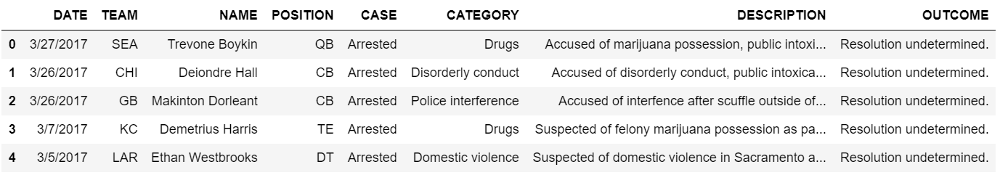 DATE TEAM NAME POSITION CASE CATEGORY DESCRIPTION OUTCOME
0 3/27/2017 SEA Trevone Boykin QB Arrested Drugs Accused of marijuana possession, public intoxi... Resolution undetermined.
1 3/26/2017 CHI Deiondre Hall CB Arrested Disorderly conduct Accused of disorderly conduct, public intoxica... Resolution undetermined.
2 3/26/2017 GB Makinton Dorleant CB Arrested Police interference Accused of interfence after scuffle outside of... Resolution undetermined.
3 3/7/2017 KC Demetrius Harris TE Arrested Drugs Suspected of felony marijuana possession as pa... Resolution undetermined.
4 3/5/2017 LAR Ethan Westbrooks DT Arrested Domestic violence Suspected of domestic violence in Sacramento a... Resolution undetermined.